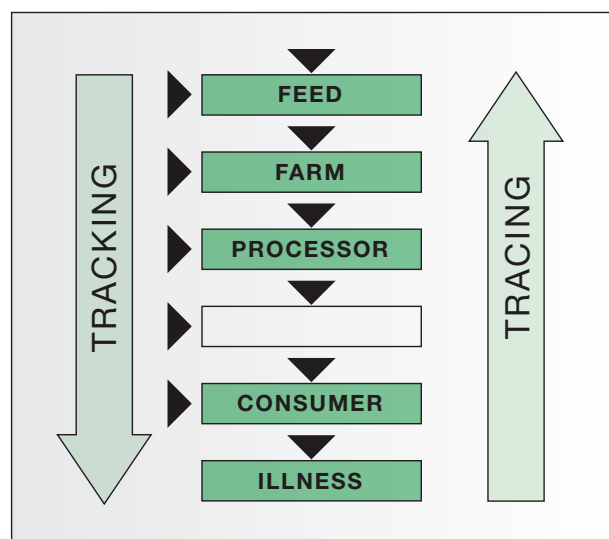 FEED
FARM
PROCESSOR
CONSUMER
ILLNESS
TRACKING
TRACING